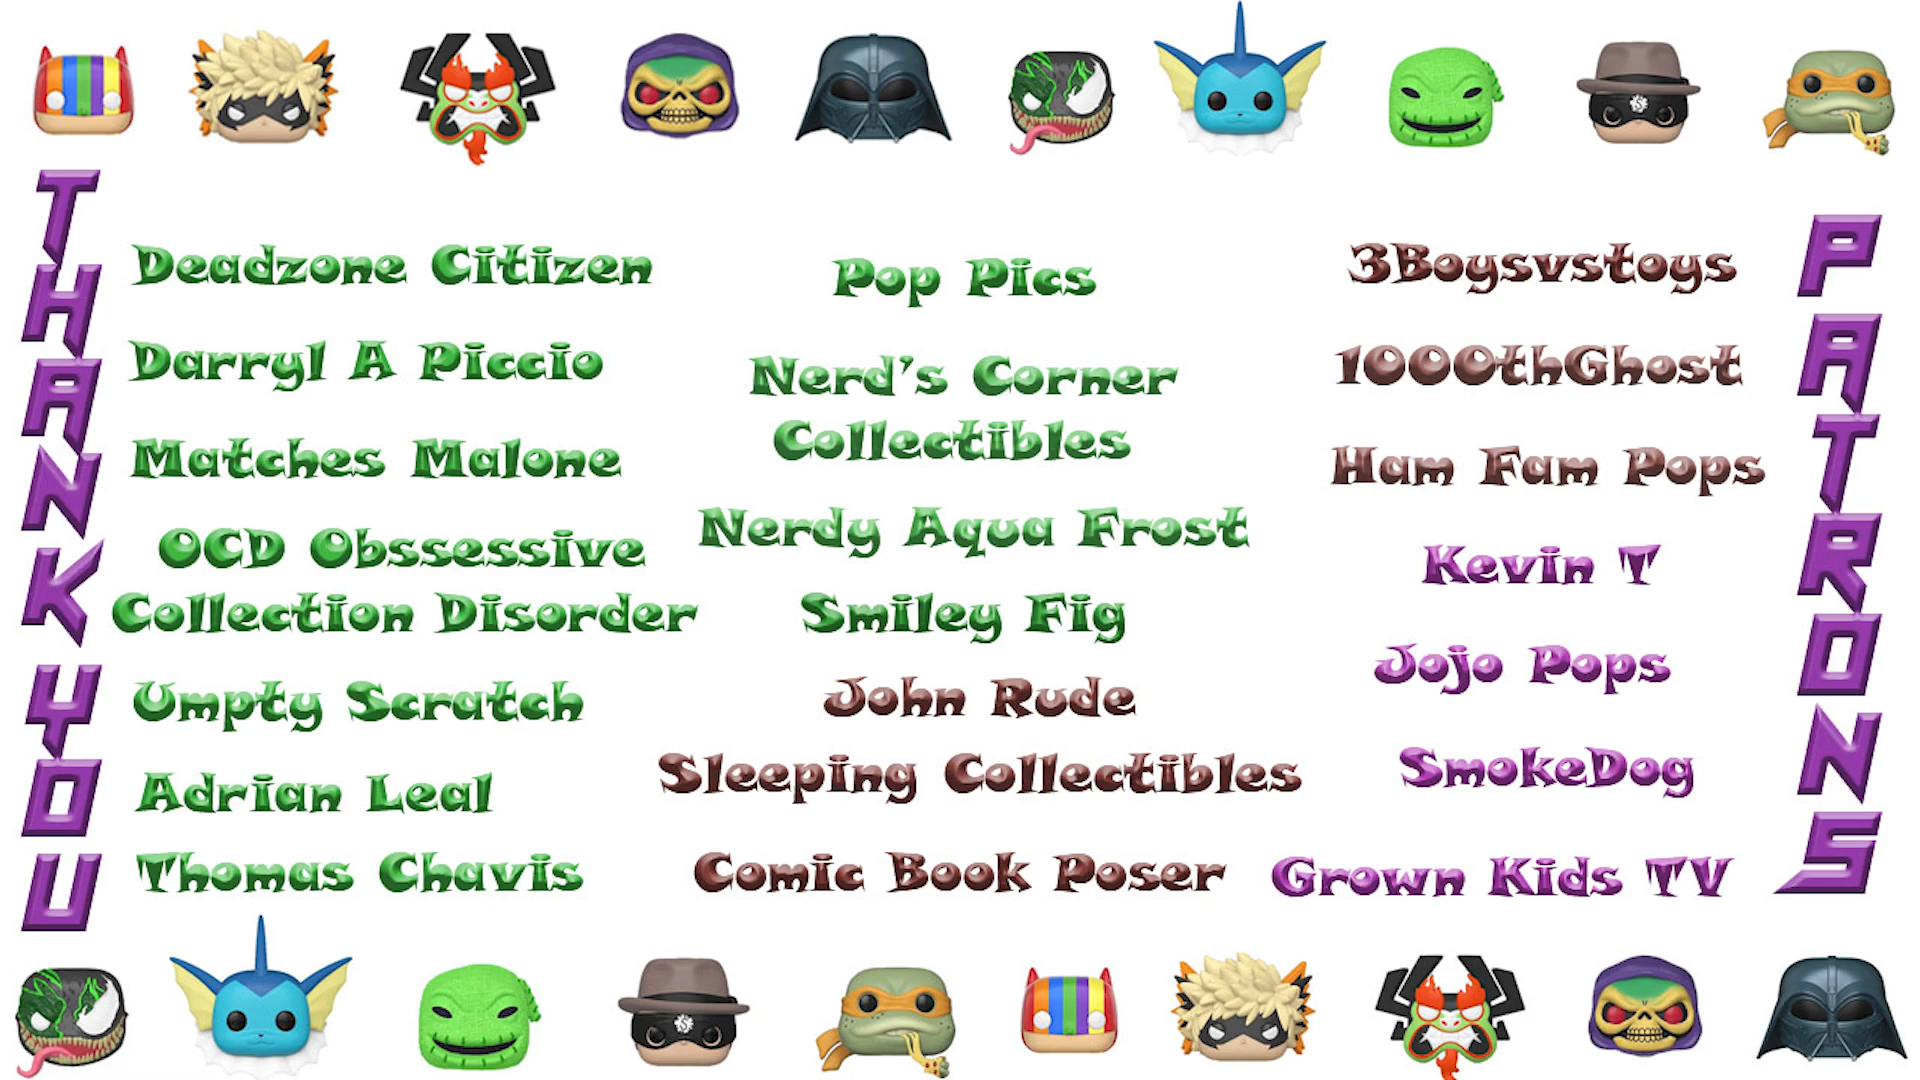 THANK YOU
Deadzone Citizen
Darryl A Piccio
Matches Malone
OCD Obssessive
Collection Disorder
Umpty Scratch
Adrian Leal
Thomas Chavis
Pop Pics
Nerd's Corner
Collectibles
Nerdy Aqua Frost
Smiley Fig
John Rude
Sleeping Collectibles
Comic Book Poser
3Boysvstoys
1000thGhost
Ham Fam Pops
Kevin T
Jojo Pops
SmokeDog
Grown Kids TV
PATRONS